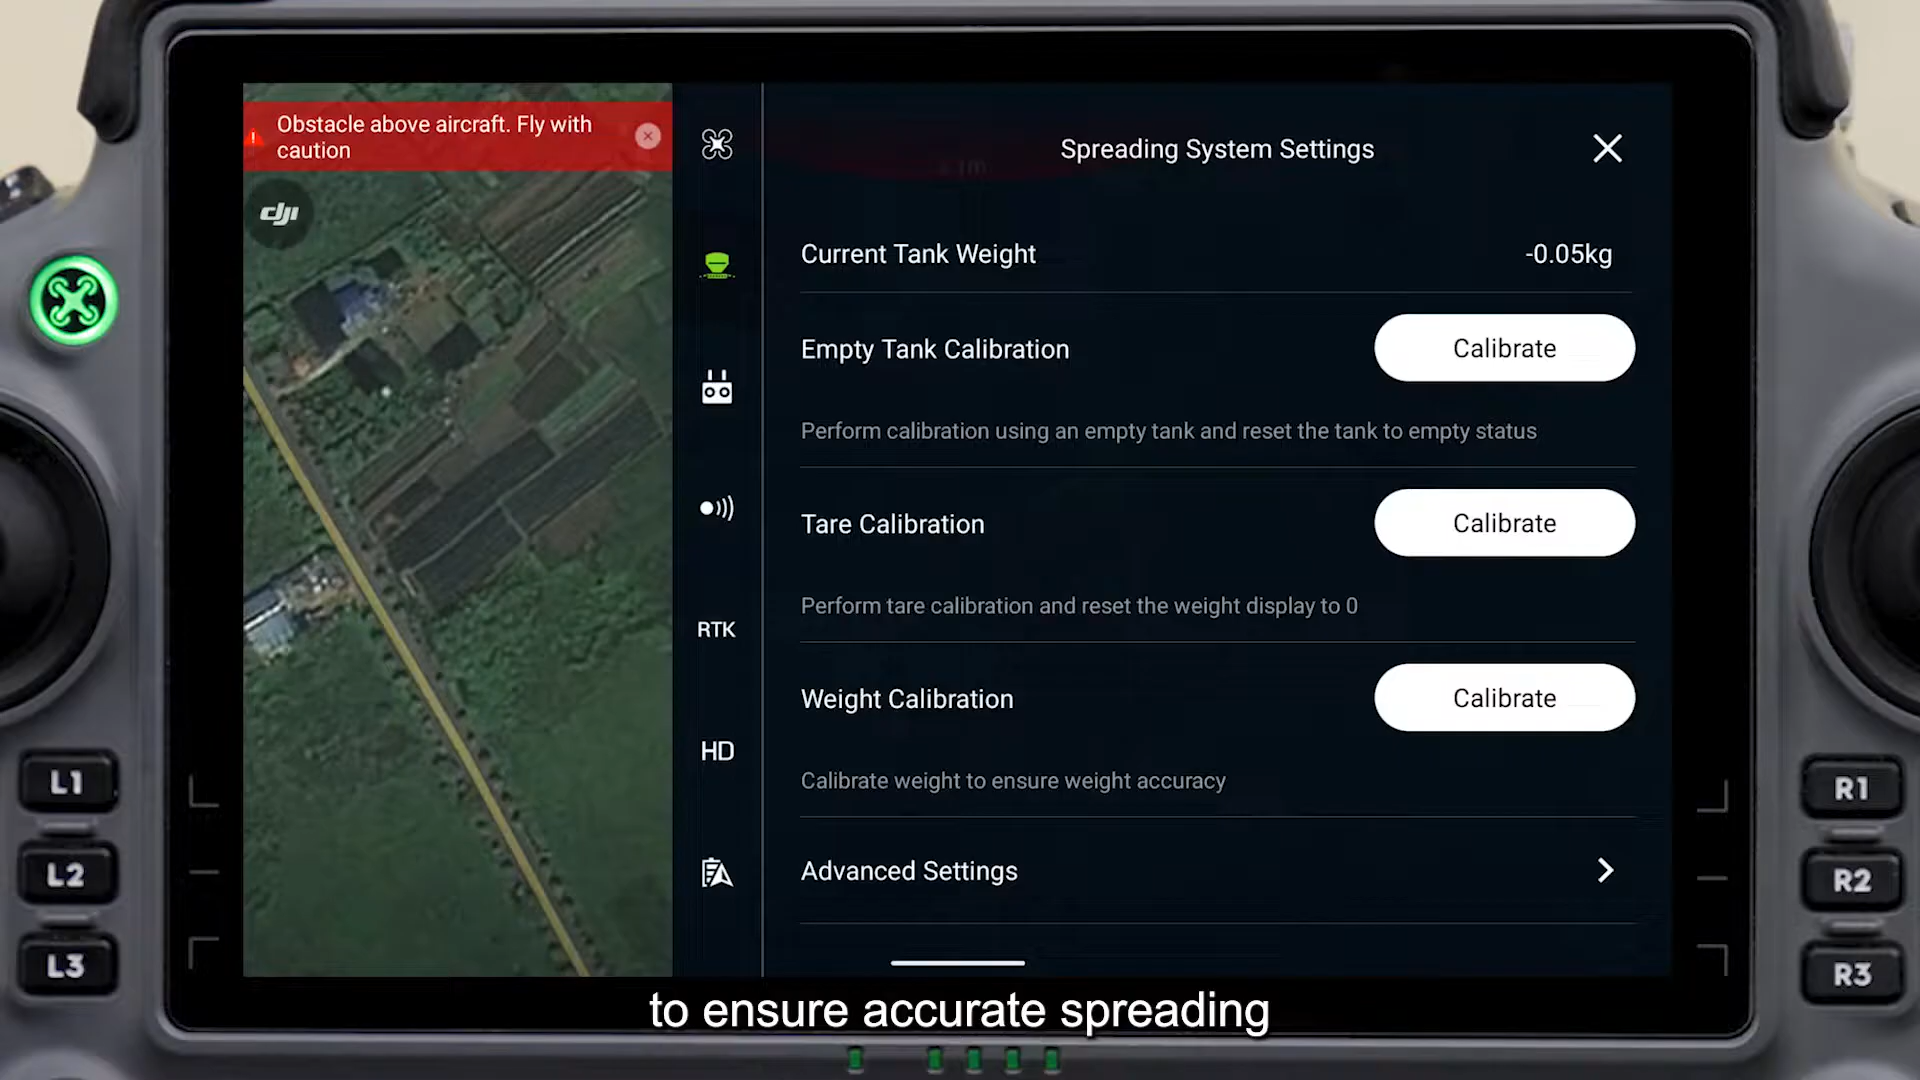 Obstacle above aircraft. Fly with
caution
dji
Spreading System Settings
Current Tank Weight
-0.05kg
Empty Tank Calibration
Calibrate
Perform calibration using an empty tank and reset the tank to empty status
Tare Calibration
Calibrate
Perform tare calibration and reset the weight display to 0
RTK
Weight Calibration
Calibrate
HD
Calibrate weight to ensure weight accuracy
Advanced Settings
L1
L2
L3
R1
R2
R3
to ensure accurate spreading